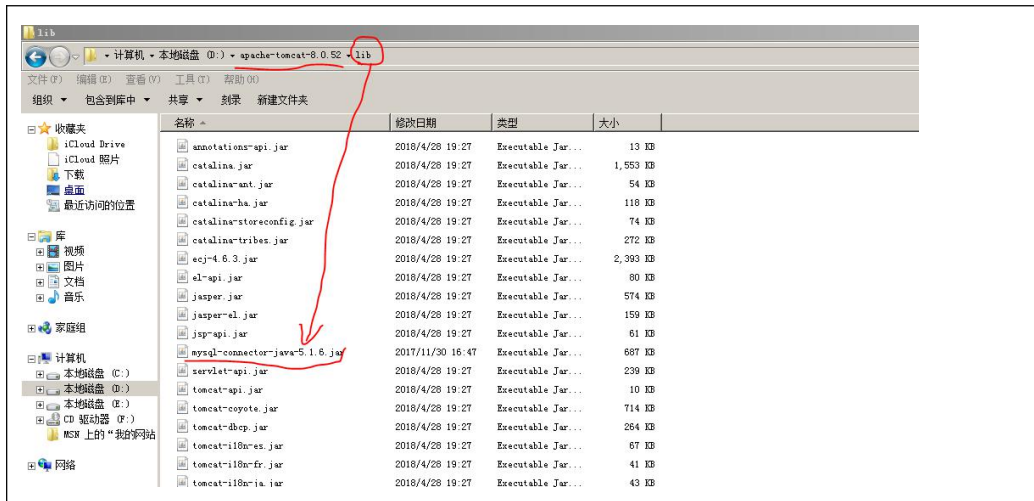 lib
计算机 本地磁盘 (D:) apache-tomcat-8.0.52 lib
文件(F) 编辑(E) 查看(V) 工具(T) 帮助(H)
组织 包含到库中 共享 刻录 新建文件夹
收藏夹
iCloud Drive
iCloud 照片
下载
桌面
最近访问的位置
库
视频
图片
文档
音乐
家庭组
计算机
本地磁盘 (C:)
本地磁盘 (D:)
本地磁盘 (E:)
CD 驱动器 (F:)
MSN 上的“我的网站
网络
名称 修改日期 类型 大小
annotations-api.jar 2018/4/28 19:27 Executable Jar... 13 KB
catalina.jar 2018/4/28 19:27 Executable Jar... 1,553 KB
catalina-ant.jar 2018/4/28 19:27 Executable Jar... 54 KB
catalina-ha.jar 2018/4/28 19:27 Executable Jar... 118 KB
catalina-storeconfig.jar 2018/4/28 19:27 Executable Jar... 74 KB
catalina-tribes.jar 2018/4/28 19:27 Executable Jar... 272 KB
ecj-4.6.3.jar 2018/4/28 19:27 Executable Jar... 2,393 KB
el-api.jar 2018/4/28 19:27 Executable Jar... 80 KB
jasper.jar 2018/4/28 19:27 Executable Jar... 574 KB
jasper-el.jar 2018/4/28 19:27 Executable Jar... 159 KB
jsp-api.jar 2018/4/28 19:27 Executable Jar... 61 KB
mysql-connector-java-5.1.6.jar 2017/11/30 16:47 Executable Jar... 687 KB
servlet-api.jar 2018/4/28 19:27 Executable Jar... 239 KB
tomcat-api.jar 2018/4/28 19:27 Executable Jar... 10 KB
tomcat-coyote.jar 2018/4/28 19:27 Executable Jar... 714 KB
tomcat-dbcp.jar 2018/4/28 19:27 Executable Jar... 264 KB
tomcat-i18n-es.jar 2018/4/28 19:27 Executable Jar... 67 KB
tomcat-i18n-fr.jar 2018/4/28 19:27 Executable Jar... 41 KB
tomcat-i18n-ja.jar 2018/4/28 19:27 Executable Jar... 43 KB